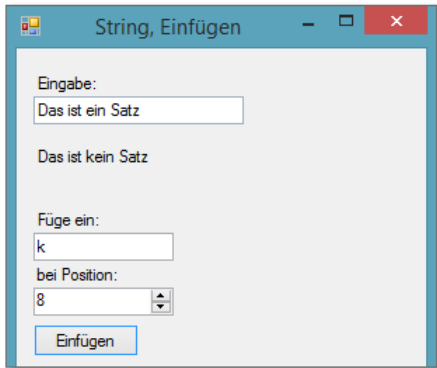 String, Einfügen
Eingabe:
Das ist ein Satz
Das ist kein Satz
Füge ein:
k
bei Position:
8
Einfügen